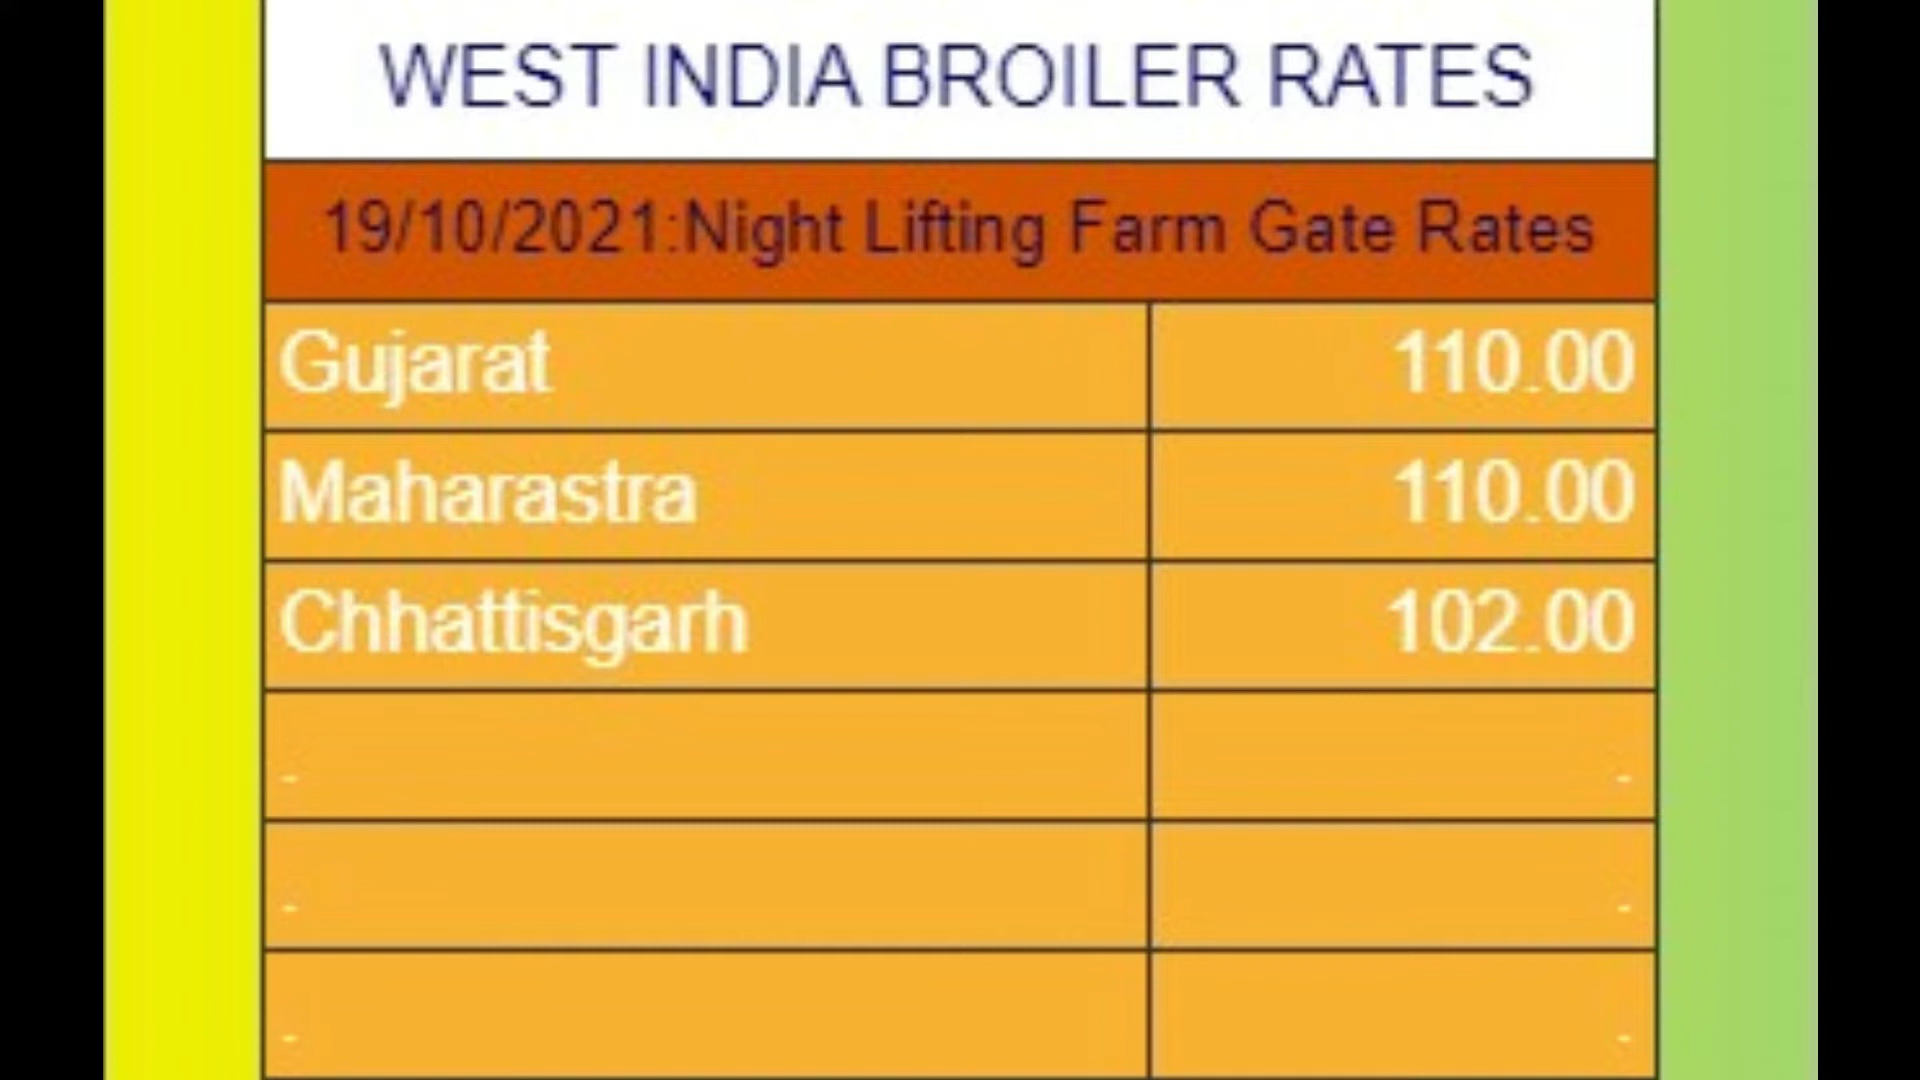 WEST INDIA BROILER RATES
19/10/2021:Night Lifting Farm Gate Rates
Gujarat 110.00
Maharastra 110.00
Chhattisgarh 102.00
- -
- -
- -